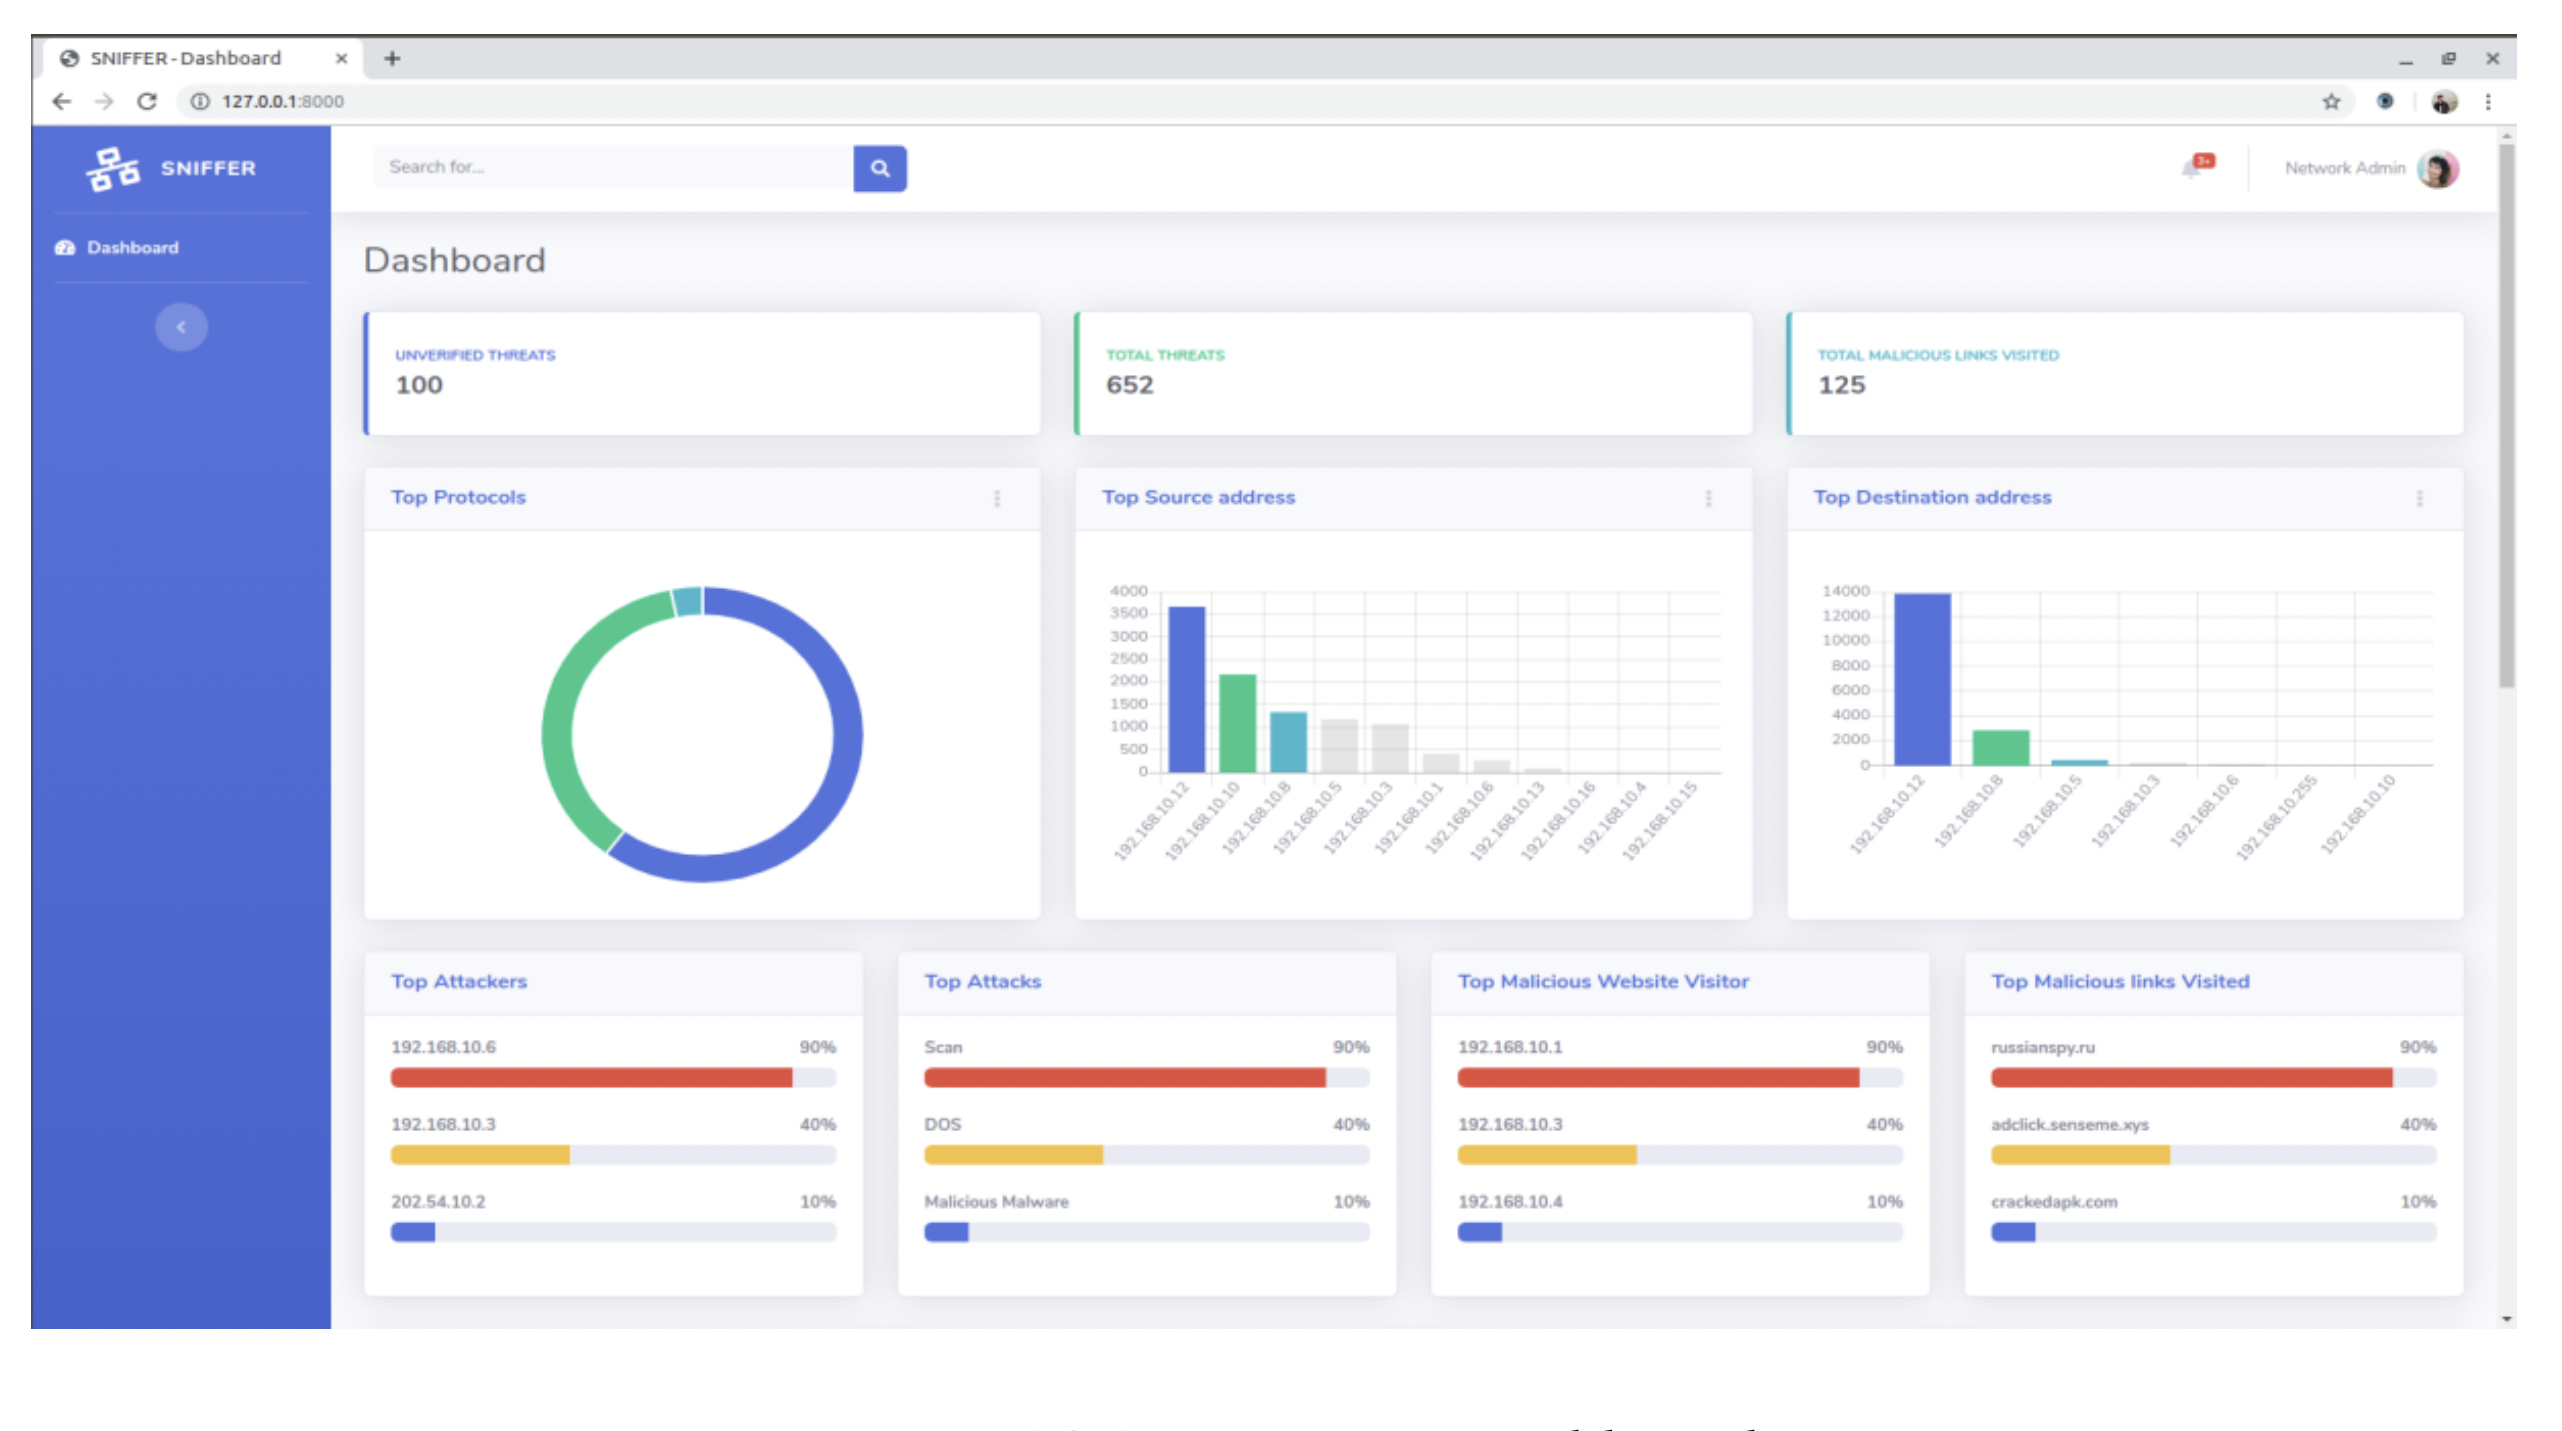 SNIFFER - Dashboard
127.0.0.1:8000
SNIFFER
Dashboard
Search for...
3+
Network Admin
Dashboard
UNVERIFIED THREATS
100
TOTAL THREATS
652
TOTAL MALICIOUS LINKS VISITED
125
Top Protocols
Top Source address
4000
3500
3000
2500
2000
1500
1000
500
0
192.168.10.12
192.168.10.10
192.168.10.8
192.168.10.5
192.168.10.3
192.168.10.1
192.168.10.6
192.168.10.13
192.168.10.16
192.168.10.4
192.168.10.15
Top Destination address
14000
12000
10000
8000
6000
4000
2000
0
192.168.10.12
192.168.10.8
192.168.10.5
192.168.10.3
192.168.10.6
192.168.10.255
192.168.10.10
Top Attackers
192.168.10.6 90%
192.168.10.3 40%
202.54.10.2 10%
Top Attacks
Scan 90%
DOS 40%
Malicious Malware 10%
Top Malicious Website Visitor
192.168.10.1 90%
192.168.10.3 40%
192.168.10.4 10%
Top Malicious links Visited
russianspy.ru 90%
adclick.senseme.xys 40%
crackedapk.com 10%